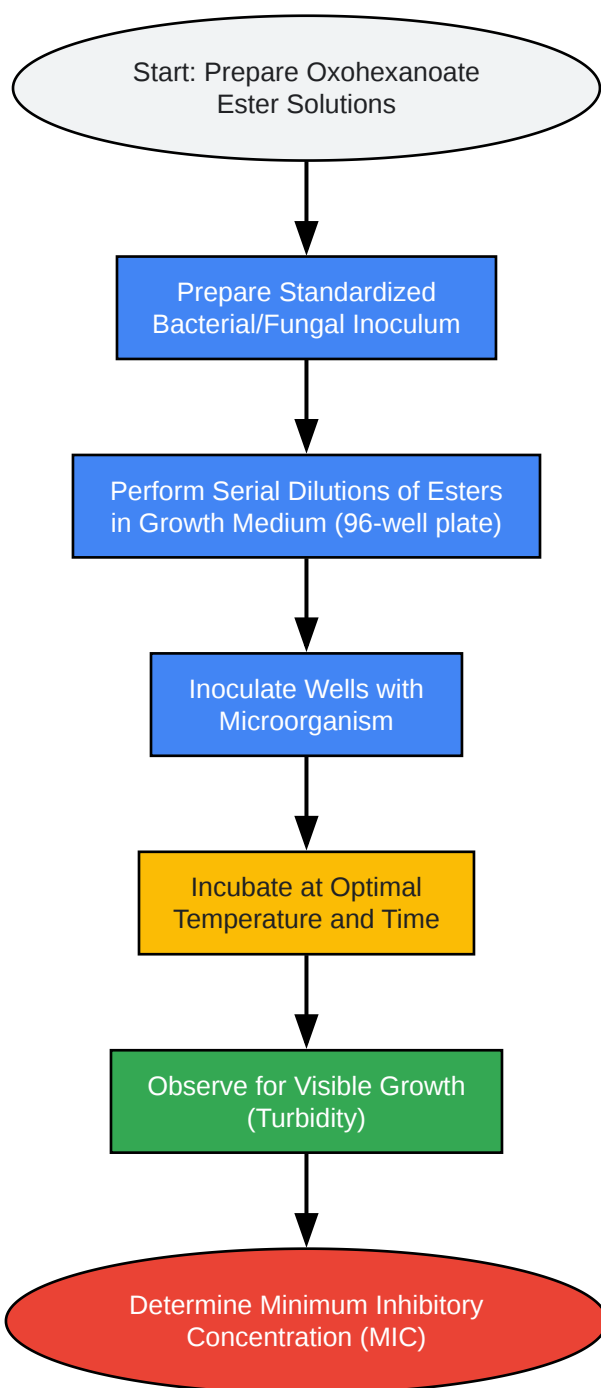 Start: Prepare Oxohexanoate
Ester Solutions
Prepare Standardized
Bacterial/Fungal Inoculum
Perform Serial Dilutions of Esters
in Growth Medium (96-well plate)
Inoculate Wells with
Microorganism
Incubate at Optimal
Temperature and Time
Observe for Visible Growth
(Turbidity)
Determine Minimum Inhibitory
Concentration (MIC)